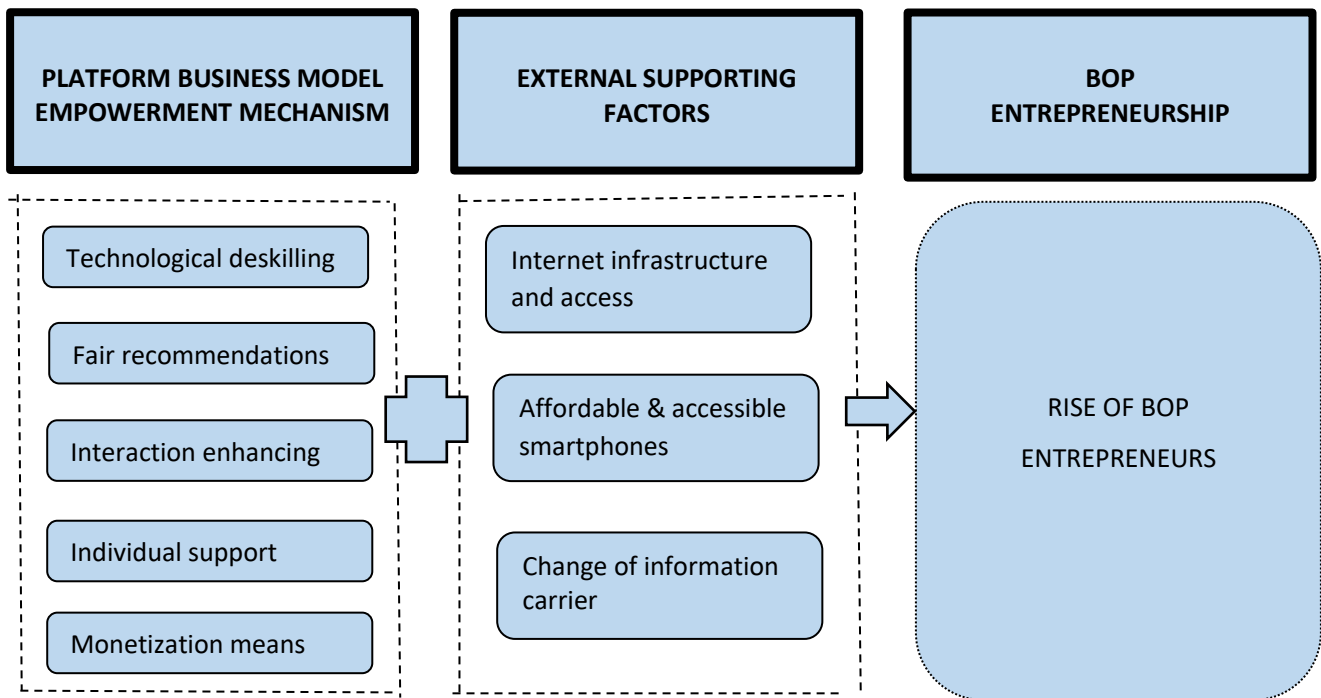 PLATFORM BUSINESS MODEL
EMPOWERMENT MECHANISM
EXTERNAL SUPPORTING
FACTORS
BOP
ENTREPRENEURSHIP
Technological deskilling
Fair recommendations
Interaction enhancing
Individual support
Monetization means
Internet infrastructure
and access
Affordable & accessible
smartphones
Change of information
carrier
RISE OF BOP
ENTREPRENEURS